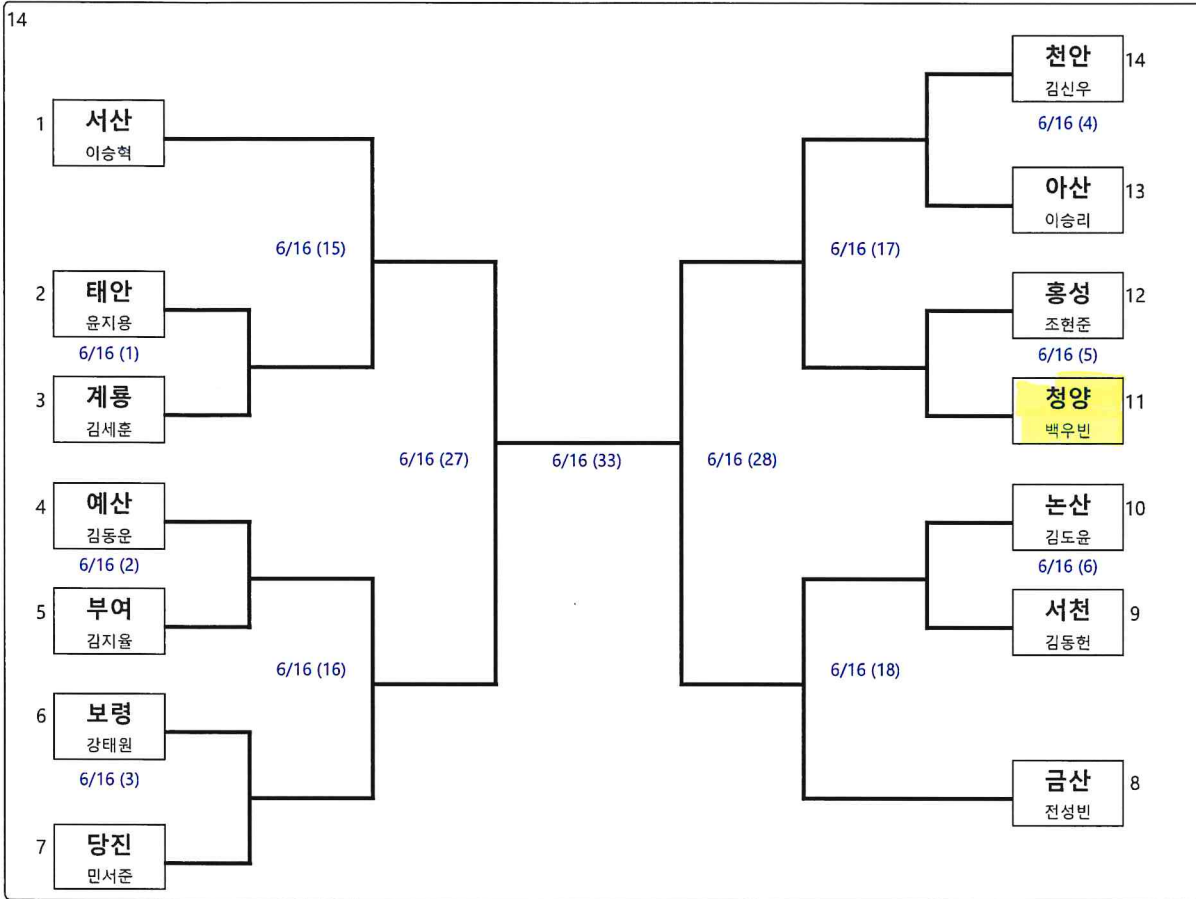 14
1
서산
이승혁
2
태안
윤지용
6/16 (1)
3
계룡
김세훈
4
예산
김동운
6/16 (2)
5
부여
김지율
6
보령
강태원
6/16 (3)
7
당진
민서준
6/16 (15)
6/16 (16)
6/16 (27)
6/16 (33)
6/16 (28)
6/16 (17)
6/16 (18)
천안
14
김신우
6/16 (4)
아산
13
이승리
홍성
12
조현준
6/16 (5)
청양
11
백우빈
논산
10
김도윤
6/16 (6)
서천
9
김동헌
금산
8
전성빈